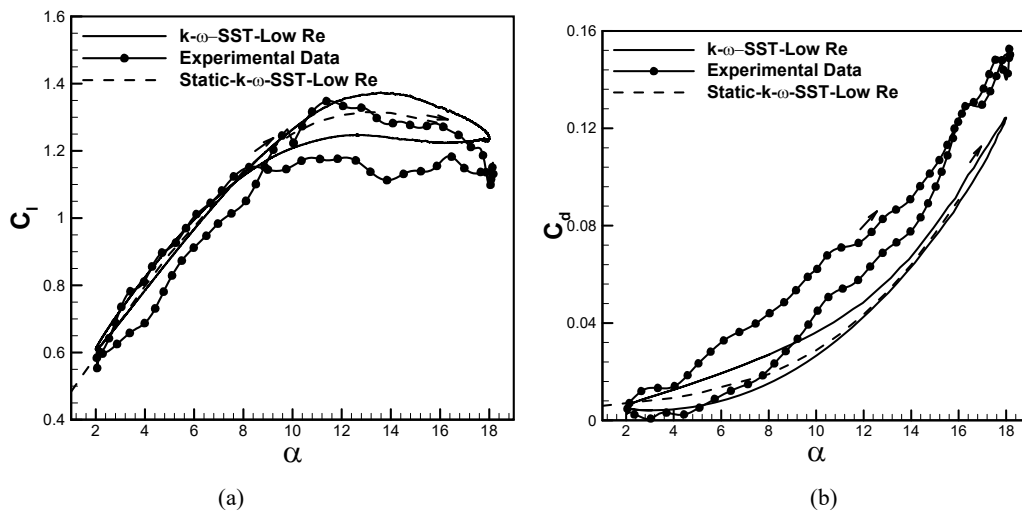 1.6
k-ω–SST-Low Re
Experimental Data
Static-k-ω-SST-Low Re
1.4
1.2
C_l
1
0.8
0.6
0.4
2 4 6 8 10 12 14 16 18
α
(a)
0.16
k-ω–SST-Low Re
Experimental Data
Static-k-ω-SST-Low Re
0.12
C_d
0.08
0.04
0
2 4 6 8 10 12 14 16 18
α
(b)